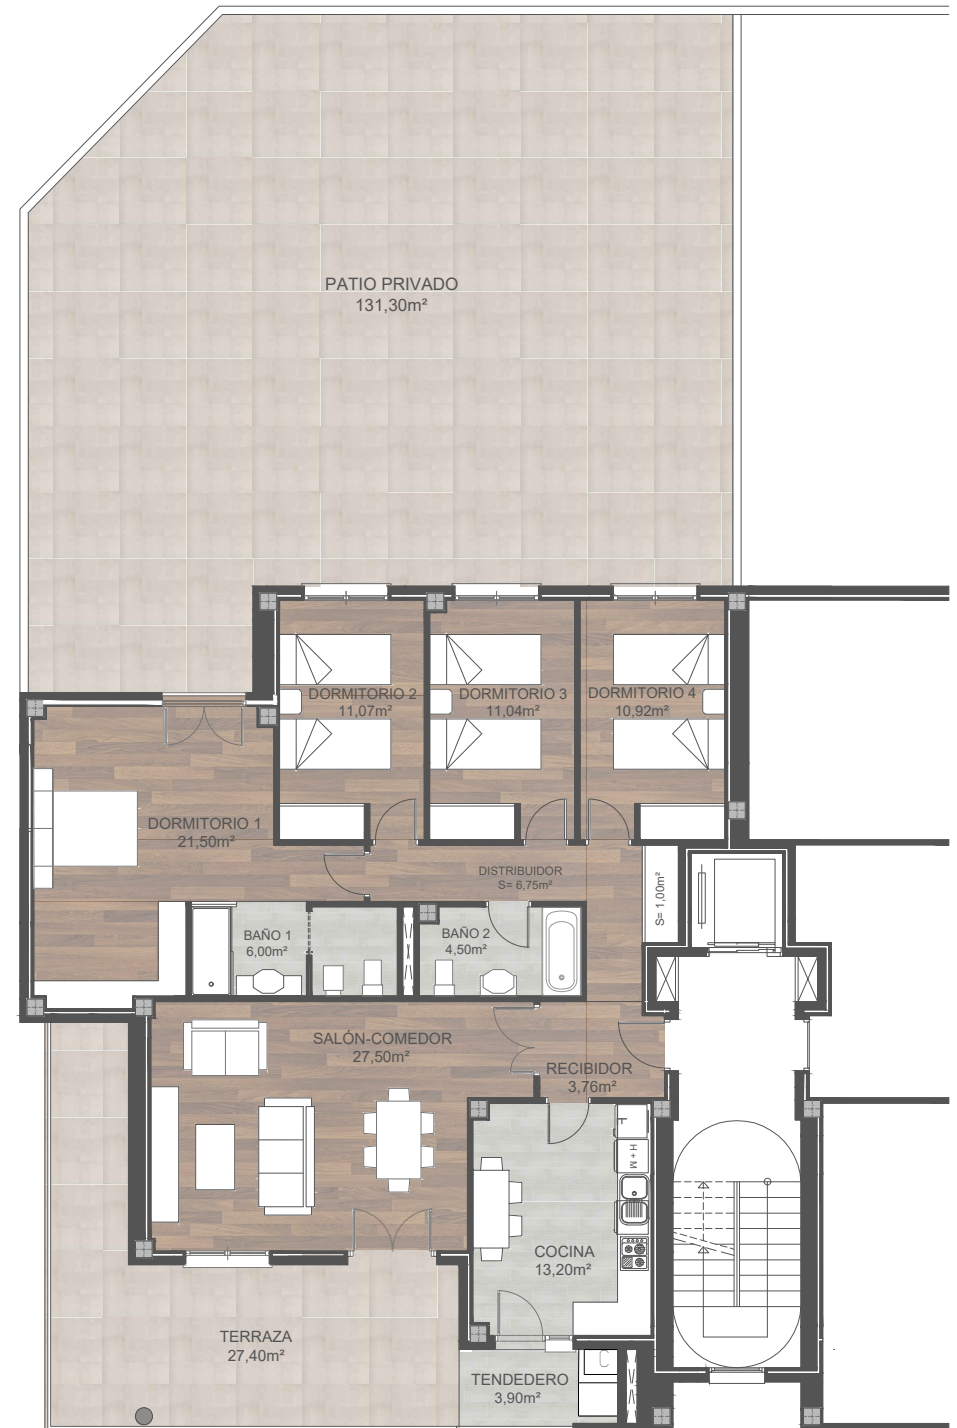 PATIO PRIVADO
131,30m²
DORMITORIO 2
11,07m²
DORMITORIO 3
11,04m²
DORMITORIO 4
10,92m²
DORMITORIO 1
21,50m²
DISTRIBUIDOR
S= 6,75m²
S= 1,00m²
BAÑO 1
6,00m²
BAÑO 2
4,50m²
SALÓN-COMEDOR
27,50m²
RECIBIDOR
3,76m²
F
H+M
COCINA
13,20m²
TERRAZA
27,40m²
C
TENDEDERO
3,90m²